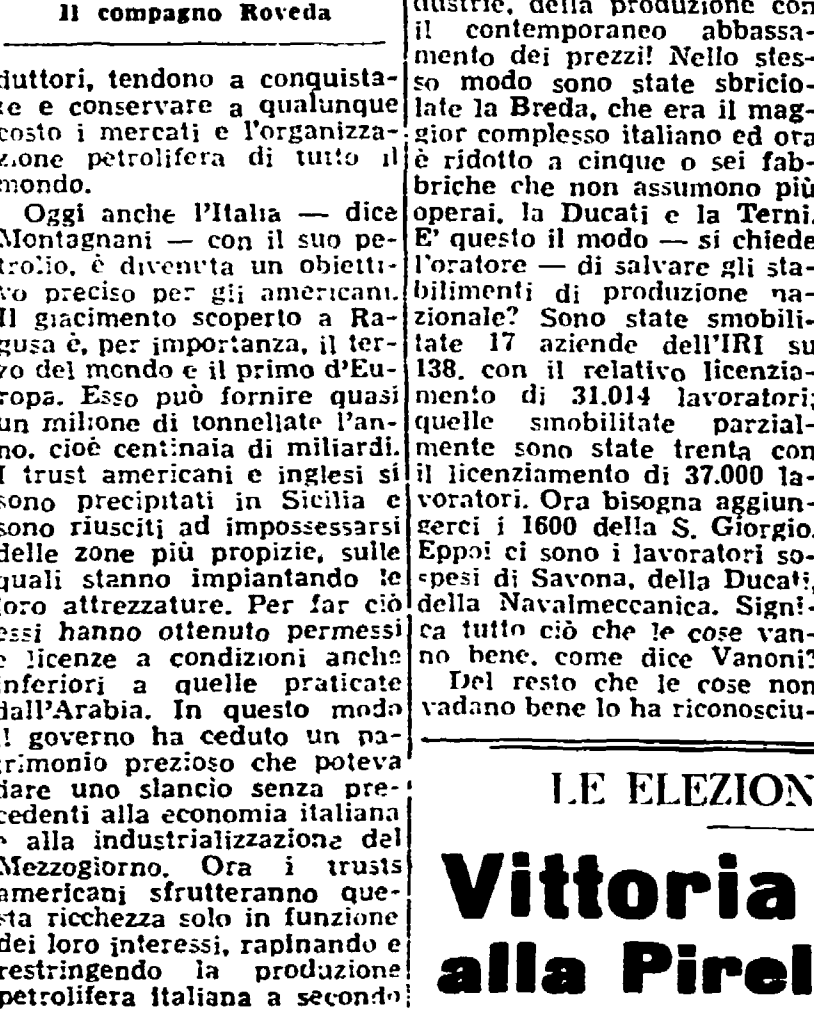 Il compagno Roveda
duttori, tendono a conquista-
re e conservare a qualunque
costo i mercati e l'organizza-
zione petrolifera di tutto il
mondo.
Oggi anche l'Italia — dice
Montagnani — con il suo pe-
trolio, è divenuta un obietti-
vo preciso per gli americani.
Il giacimento scoperto a Ra-
gusa è, per importanza, il ter-
zo del mondo e il primo d'Eu-
ropa. Esso può fornire quasi
un milione di tonnellate l'an-
no, cioè centinaia di miliardi.
I trust americani e inglesi si
sono precipitati in Sicilia e
sono riusciti ad impossessarsi
delle zone più propizie, sulle
quali stanno impiantando le
loro attrezzature. Per far ciò
essi hanno ottenuto permessi
e licenze a condizioni anche
inferiori a quelle praticate
dall'Arabia. In questo modo
il governo ha ceduto un pa-
trimonio prezioso che poteva
dare uno slancio senza pre-
cedenti alla economia italiana
e alla industrializzazione del
Mezzogiorno. Ora i trusts
americani sfrutteranno que-
sta ricchezza solo in funzione
dei loro interessi, rapinando e
restringendo la produzione
petrolifera italiana a secondo
dustrie, della produzione con
il contemporaneo abbassa-
mento dei prezzi! Nello stes-
so modo sono state sbricio-
late la Breda, che era il mag-
gior complesso italiano ed ora
è ridotto a cinque o sei fab-
briche che non assumono più
operai, la Ducati e la Terni.
E' questo il modo — si chiede
l'oratore — di salvare gli sta-
bilimenti di produzione na-
zionale? Sono state smobili-
tate 17 aziende dell'IRI su
138, con il relativo licenzia-
mento di 31.014 lavoratori;
quelle smobilitate parzial-
mente sono state trenta con
il licenziamento di 37.000 la-
voratori. Ora bisogna aggiun-
gerci i 1600 della S. Giorgio.
Eppoi ci sono i lavoratori so-
spesi di Savona, della Ducati,
della Navalmeccanica. Signi-
ca tutto ciò che le cose van-
no bene, come dice Vanoni?
Del resto che le cose non
vadano bene lo ha riconosciu-
LE ELEZION
Vittoria
alla Pirel